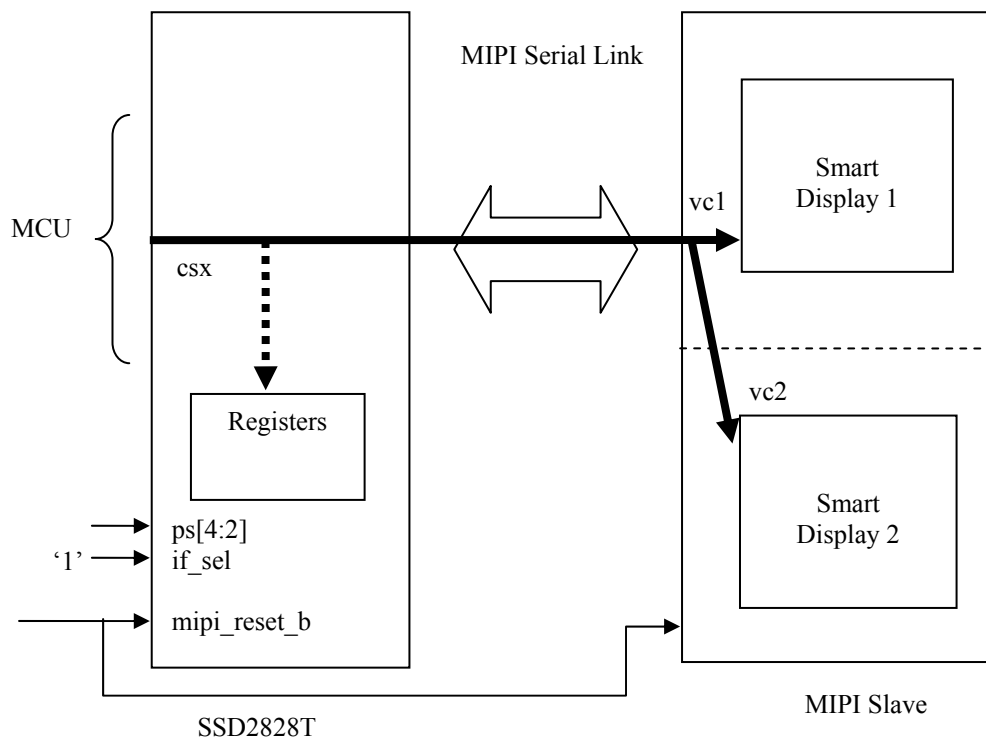 MIPI Serial Link
Smart
Display 1
vc1
MCU
csx
vc2
Registers
Smart
Display 2
ps[4:2]
‘1’ if_sel
mipi_reset_b
MIPI Slave
SSD2828T